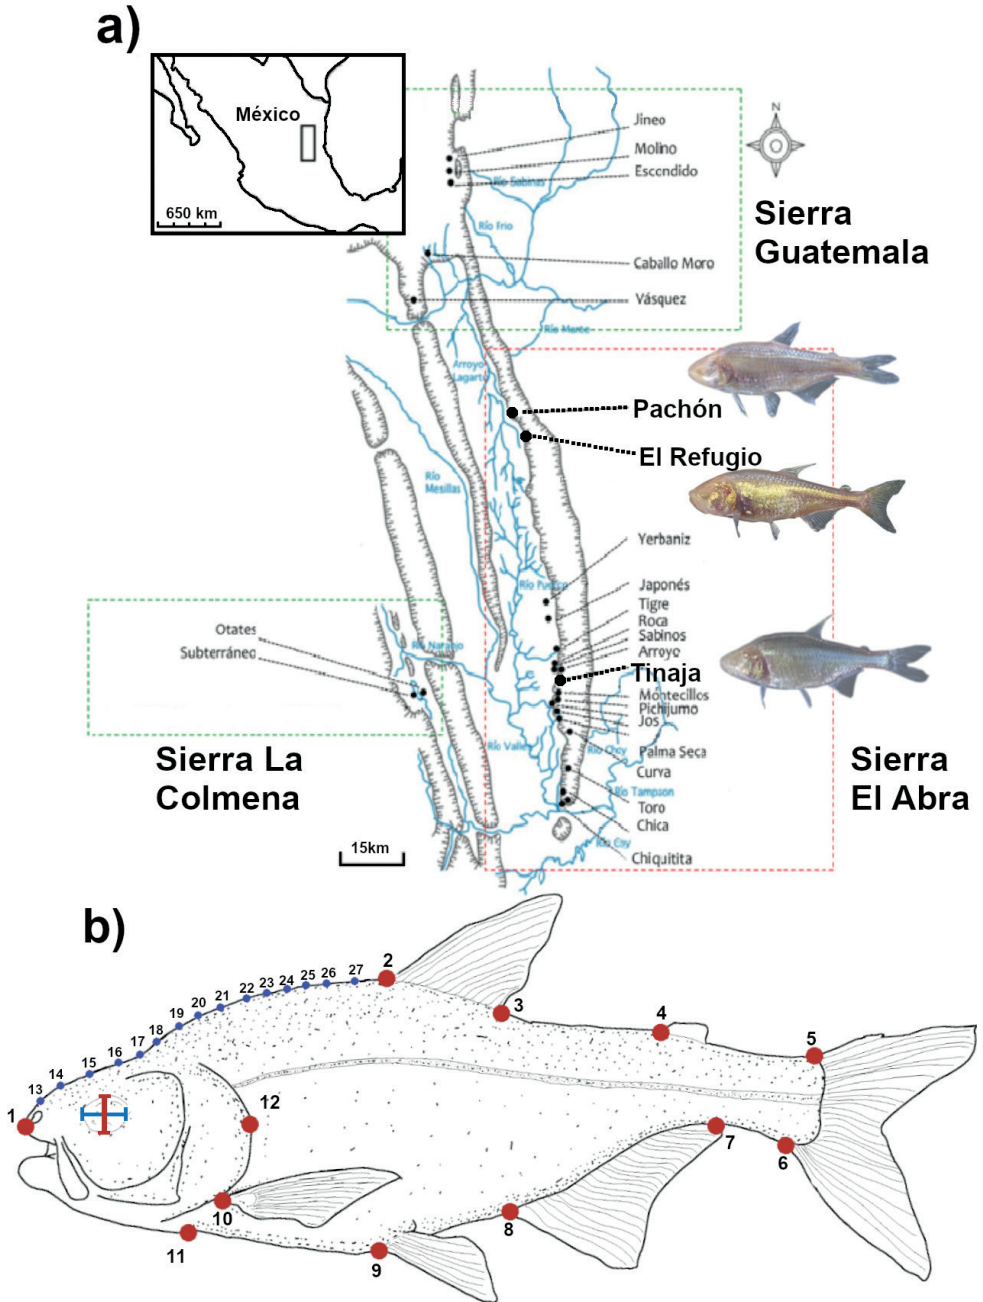 a)
México
650 km
N
Jineo
Molino
Escondido
Río Sabinas
Río Frio
Sierra
Guatemala
Caballo Moro
Vásquez
Río Mante
Arroyo
Lagarto
Pachón
El Refugio
Río
Mesillas
Yerbaniz
Río Puerco
Japonés
Tigre
Roca
Sabinos
Arroyo
Tinaja
Otates
Subterráneo
Río Naranjo
Montecillos
Pichijumo
Jos
Río Valles
Río Choy
Palma Seca
Curva
Sierra La
Colmena
Sierra
El Abra
Río Tampson
Toro
Chica
Río Coy
Chiquitita
15km
b)
1
2
3
4
5
6
7
8
9
10
11
12
13
14
15
16
17
18
19
20
21
22
23
24
25
26
27